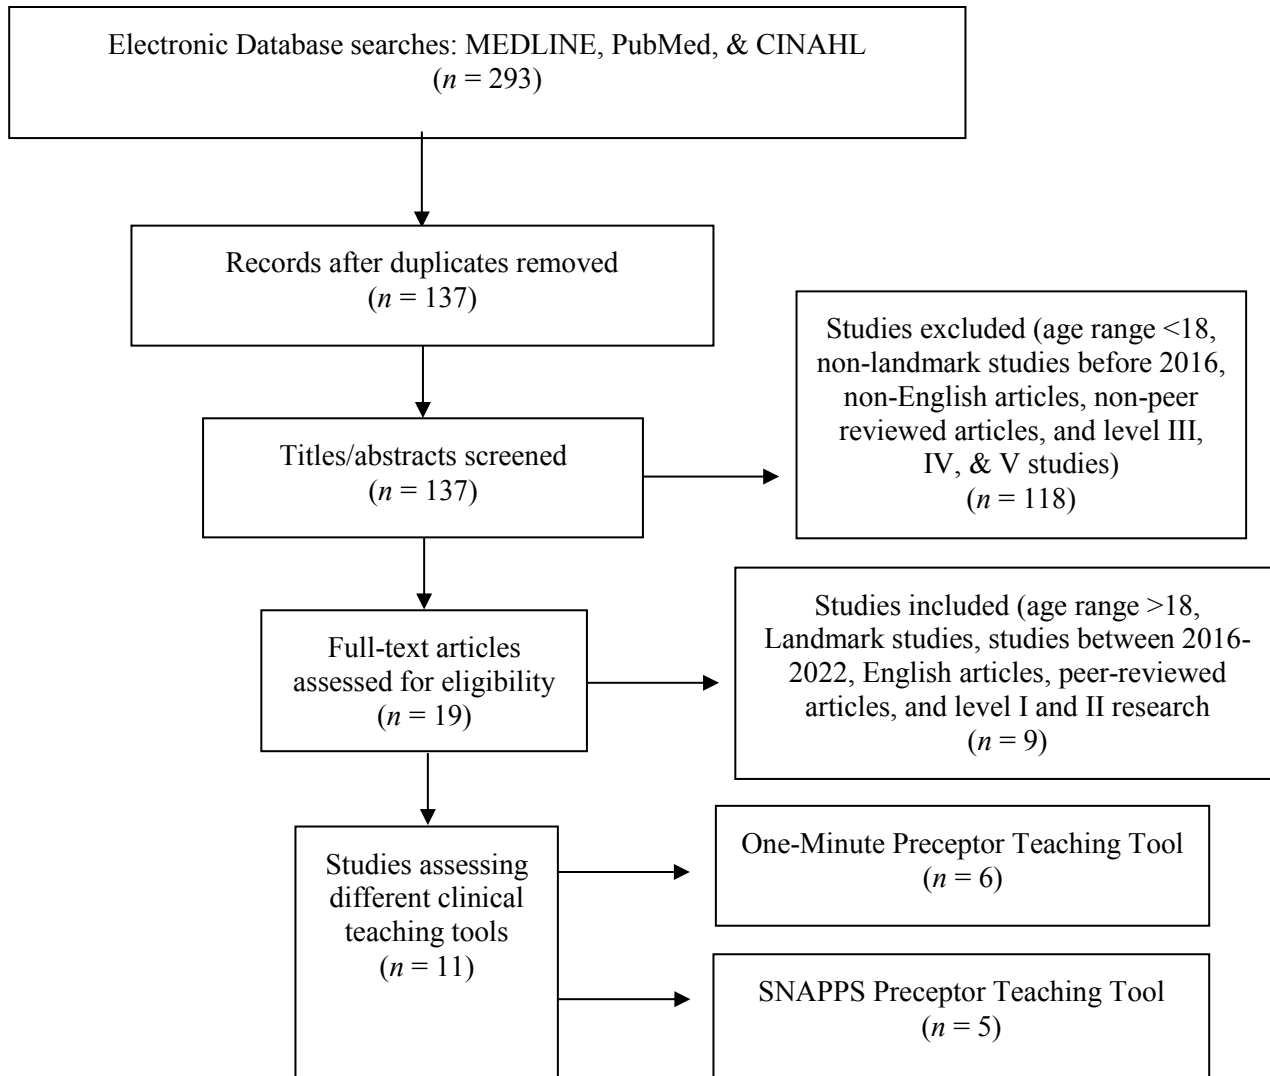 Electronic Database searches: MEDLINE, PubMed, & CINAHL
(n = 293)
Records after duplicates removed
(n = 137)
Studies excluded (age range <18,
non-landmark studies before 2016,
non-English articles, non-peer
reviewed articles, and level III,
IV, & V studies)
(n = 118)
Titles/abstracts screened
(n = 137)
Full-text articles
assessed for eligibility
(n = 19)
Studies included (age range >18,
Landmark studies, studies between 2016-
2022, English articles, peer-reviewed
articles, and level I and II research
(n = 9)
Studies assessing
different clinical
teaching tools
(n = 11)
One-Minute Preceptor Teaching Tool
(n = 6)
SNAPPS Preceptor Teaching Tool
(n = 5)